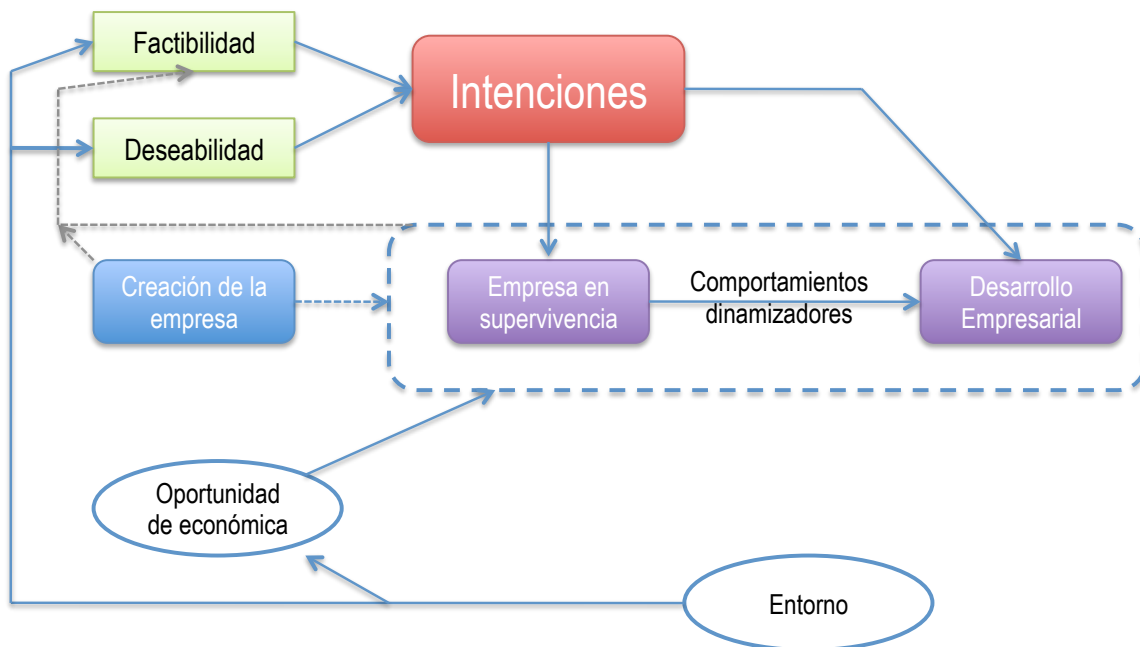 Factibilidad
Intenciones
Deseabilidad
Creación de la
empresa
Empresa en
supervivencia
Comportamientos
dinamizadores
Desarrollo
Empresarial
Oportunidad
de económica
Entorno